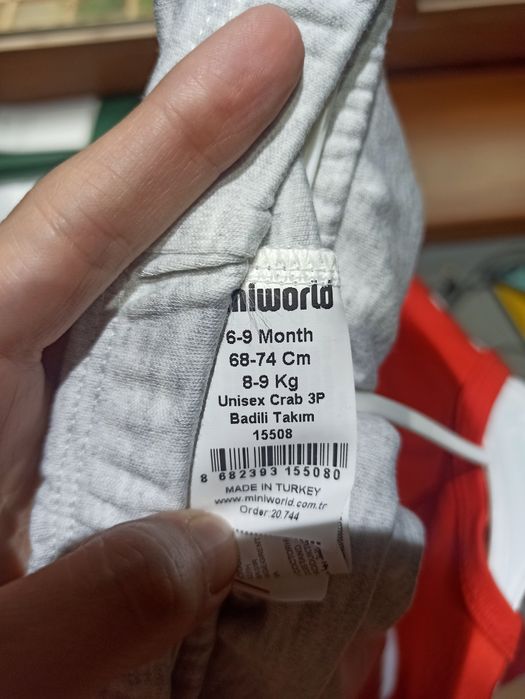 miniworld
6-9 Month
68-74 Cm
8-9 Kg
Unisex Crab 3P
Badili Takım
15508
8 682393 155080
MADE IN TURKEY
www.miniworld.com.tr
Order:20.744